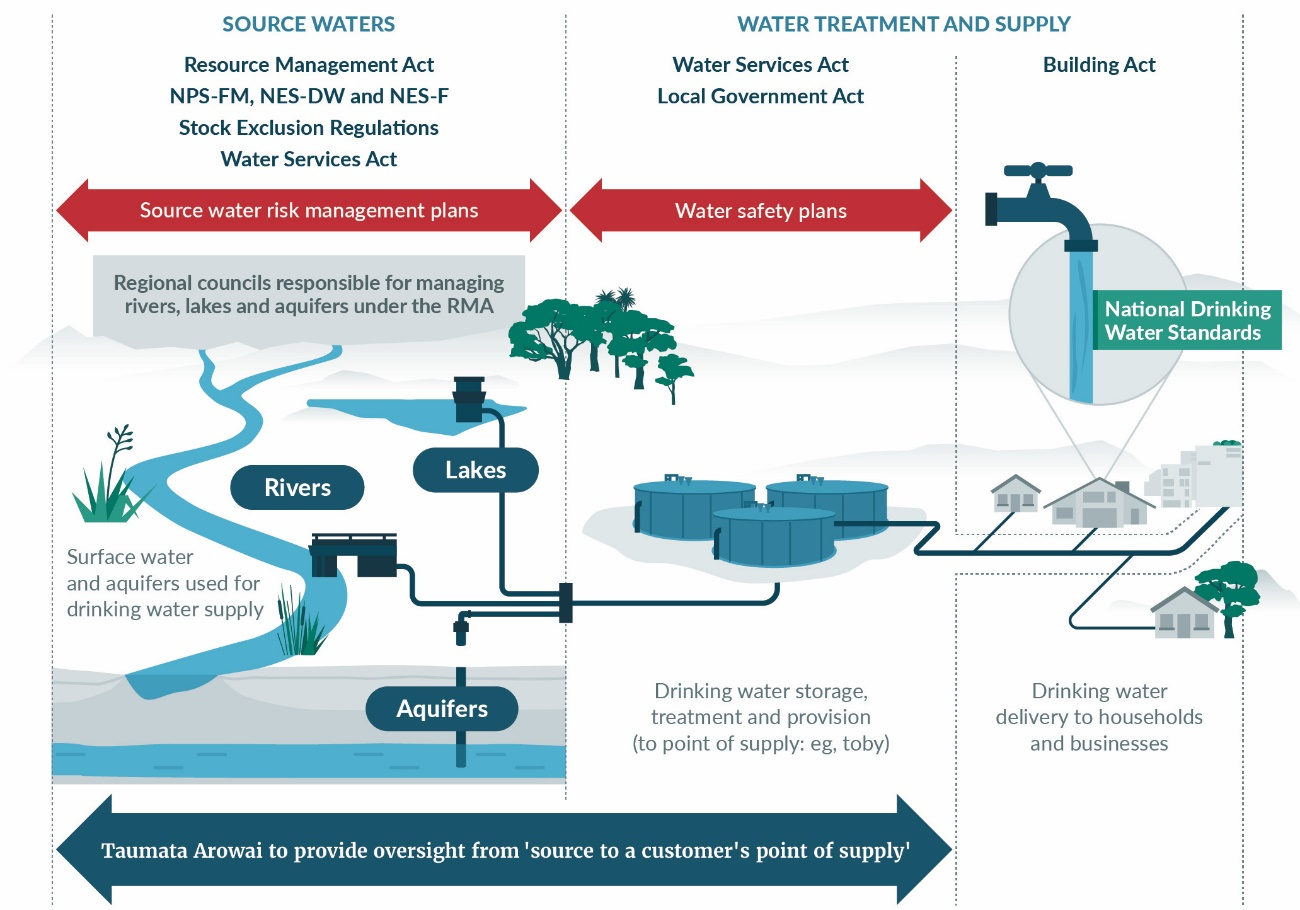 SOURCE WATERS
Resource Management Act
NPS-FM, NES-DW and NES-F
Stock Exclusion Regulations
Water Services Act
WATER TREATMENT AND SUPPLY
Water Services Act
Local Government Act
Building Act
Source water risk management plans
Water safety plans
Regional councils responsible for managing
rivers, lakes and aquifers under the RMA
National Drinking
Water Standards
Lakes
Rivers
Surface water
and aquifers used for
drinking water supply
Aquifers
Drinking water storage,
treatment and provision
(to point of supply: eg, toby)
Drinking water
delivery to households
and businesses
Taumata Arowai to provide oversight from 'source to a customer's point of supply'